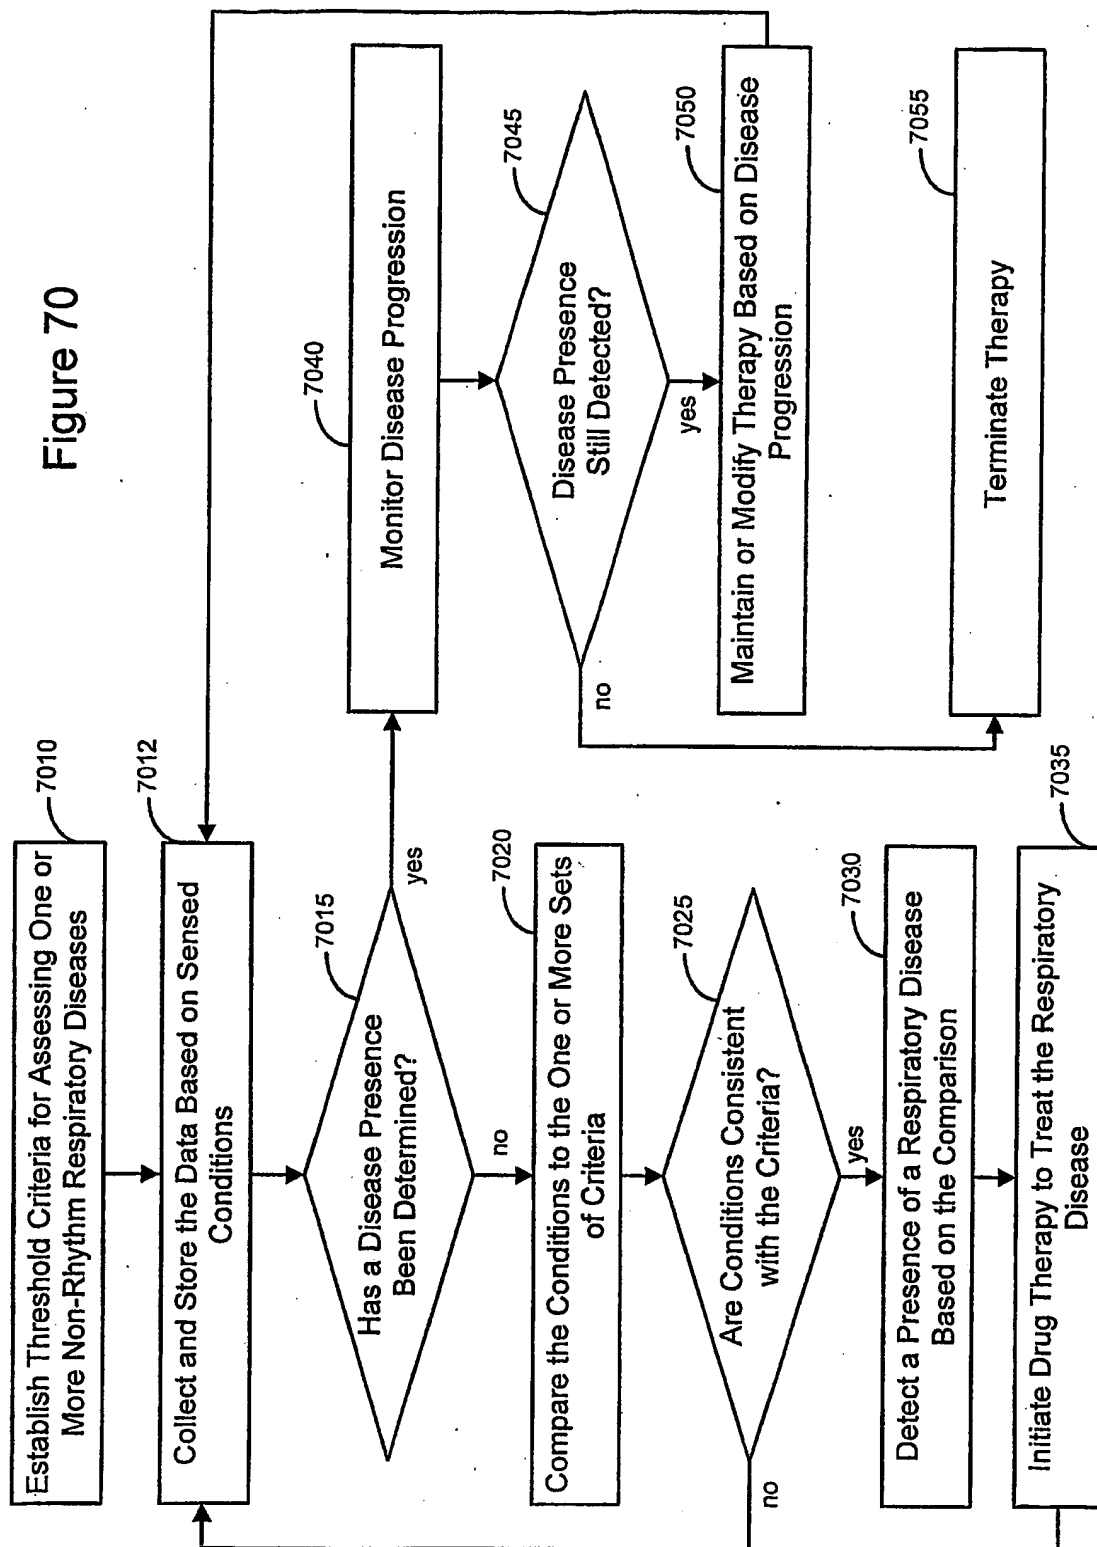 Figure 70
7010
Establish Threshold Criteria for Assessing One or
More Non-Rhythm Respiratory Diseases
7012
Collect and Store the Data Based on Sensed
Conditions
7015
Has a Disease Presence
Been Determined?
yes
no
7020
Compare the Conditions to the One or More Sets
of Criteria
7025
Are Conditions Consistent
with the Criteria?
no
yes
7030
Detect a Presence of a Respiratory Disease
Based on the Comparison
7035
Initiate Drug Therapy to Treat the Respiratory
Disease
7040
Monitor Disease Progression
7045
Disease Presence
Still Detected?
no
yes
7050
Maintain or Modify Therapy Based on Disease
Progression
7055
Terminate Therapy